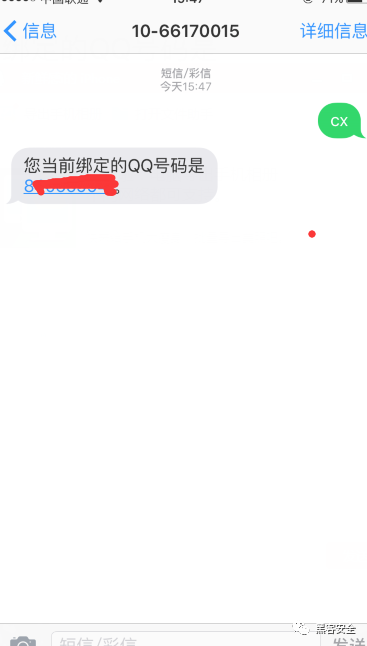 中国联通
15:47
71%
信息
10-66170015
详细信息
短信/彩信
今天15:47
CX
您当前绑定的QQ号码是
短信/彩信
发送
黑客安全